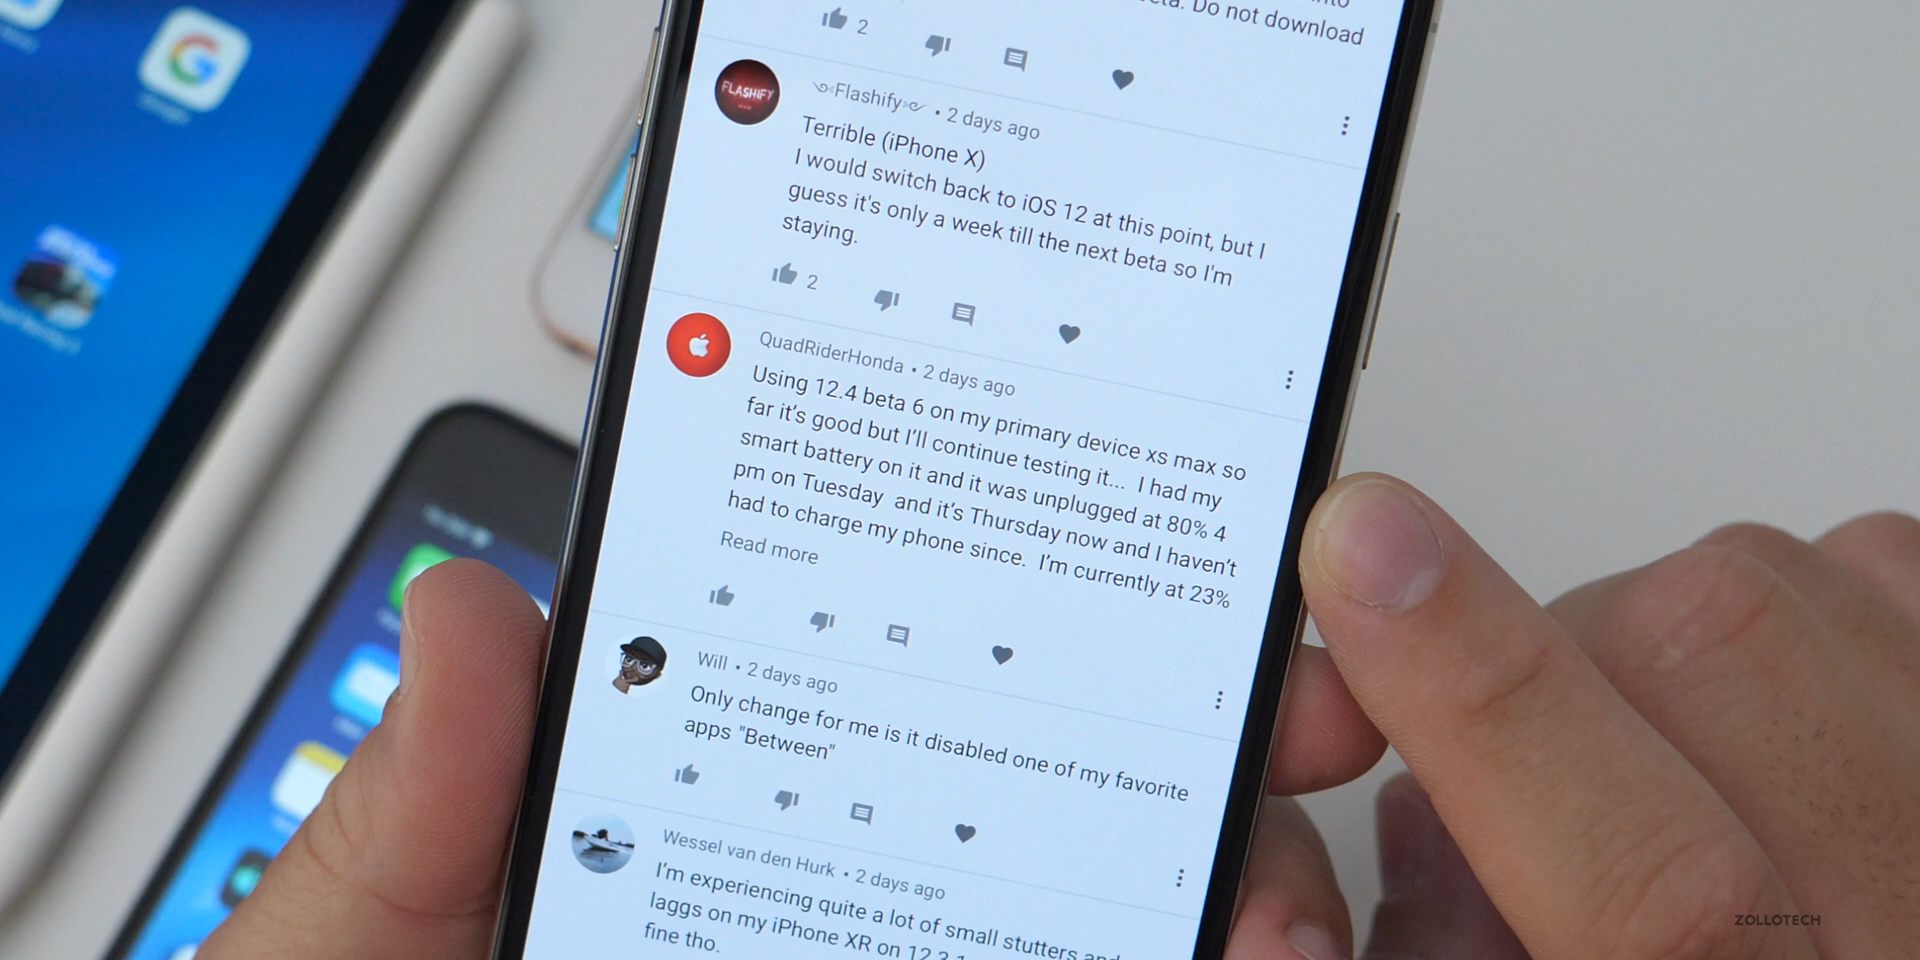 eta. Do not download
2
FLASHIFY
Flashify • 2 days ago
Terrible (iPhone X)
I would switch back to iOS 12 at this point, but I
guess it's only a week till the next beta so I'm
staying.
2
QuadRiderHonda • 2 days ago
Using 12.4 beta 6 on my primary device xs max so
far it's good but I'll continue testing it... I had my
smart battery on it and it was unplugged at 80% 4
pm on Tuesday and it's Thursday now and I haven't
had to charge my phone since. I'm currently at 23%
Read more
Will • 2 days ago
Only change for me is it disabled one of my favorite
apps "Between"
Wessel van den Hurk • 2 days ago
I'm experiencing quite a lot of small stutters and
laggs on my iPhone XR on 12.3.1
fine tho.
ZOLLOTECH